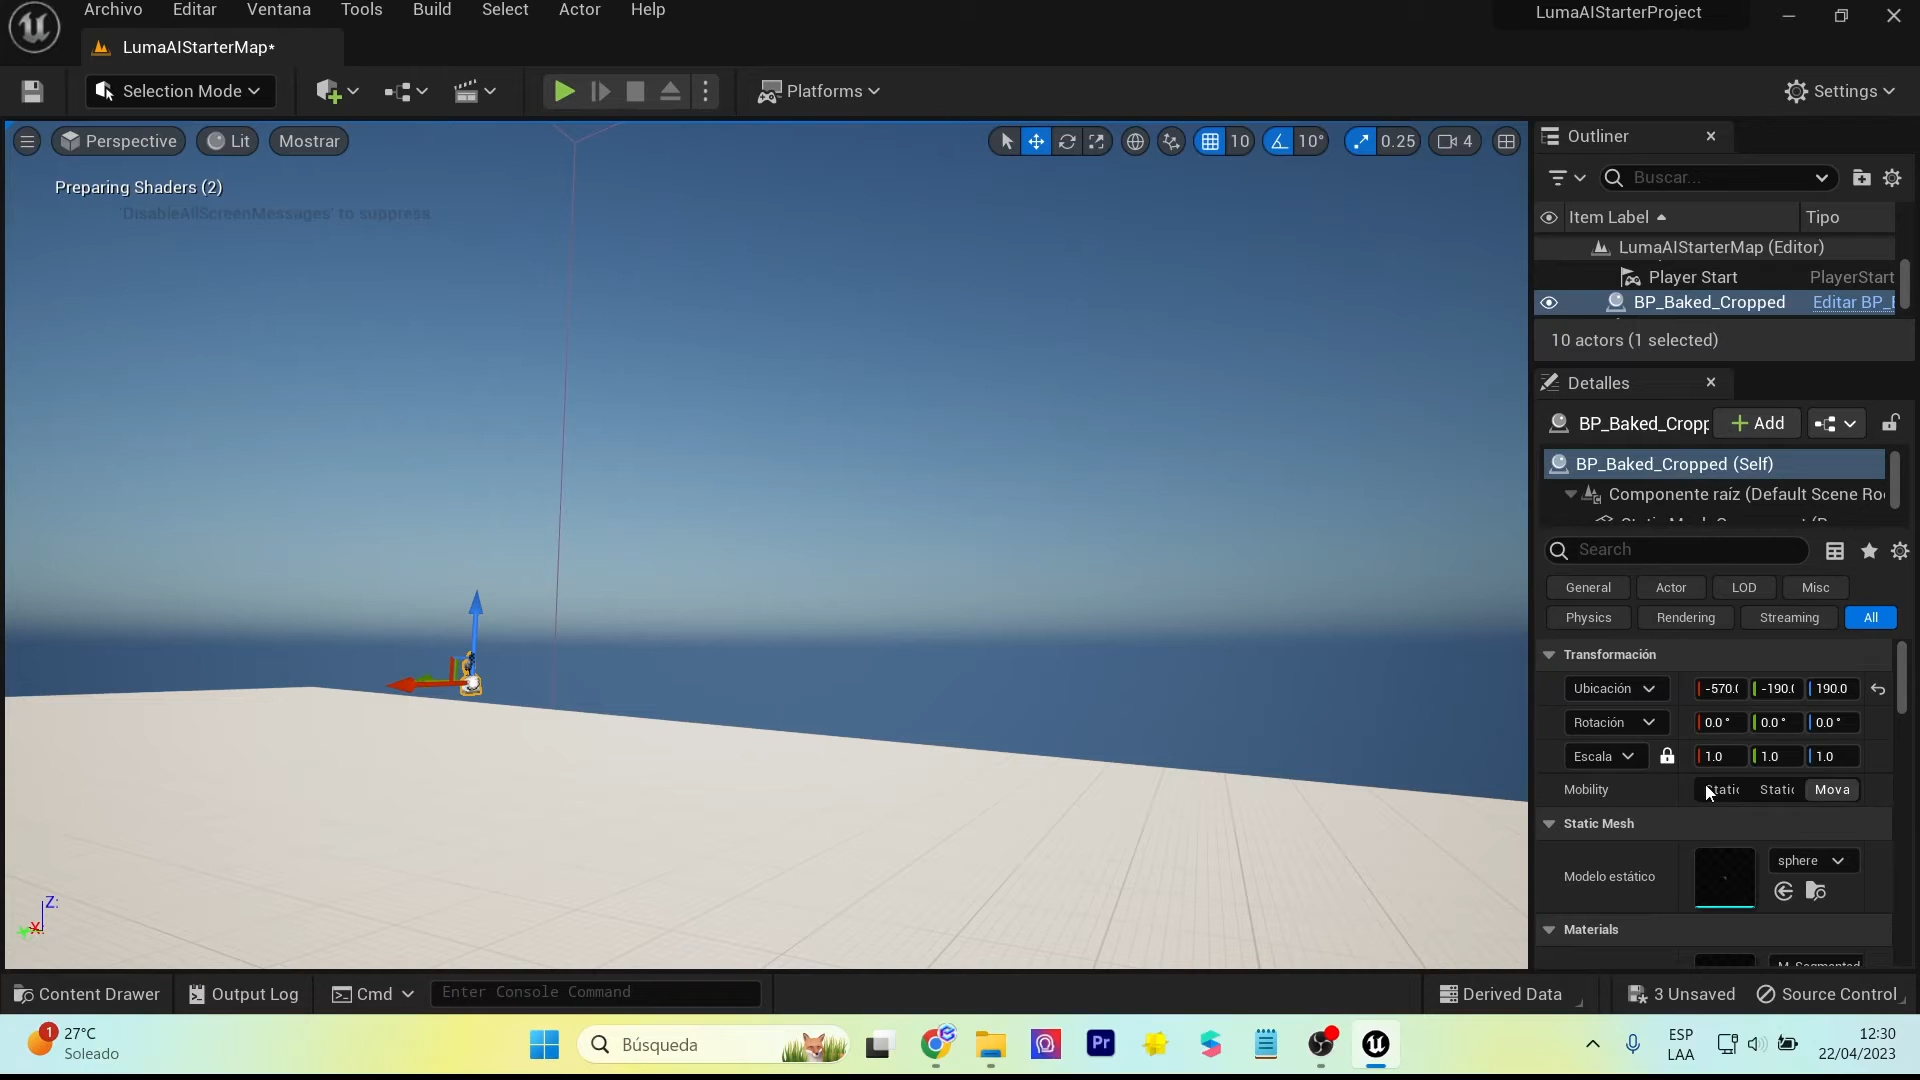 Archivo Editar Ventana Tools Build Select Actor Help
LumaAIStarterProject
LumaAIStarterMap*
Selection Mode
Platforms
Settings
Perspective Lit Mostrar
10 10° 0.25 4
Preparing Shaders (2)
'DisableAllScreenMessages' to suppress
Outliner
Buscar...
Item Label Tipo
LumaAIStarterMap (Editor)
Player Start PlayerStart
BP_Baked_Cropped Editar BP_
10 actors (1 selected)
Detalles
BP_Baked_Cropp Add
BP_Baked_Cropped (Self)
Componente raíz (Default Scene Ro
Search
General Actor LOD Misc
Physics Rendering Streaming All
Transformación
Ubicación -570.( -190.( 190.0
Rotación 0.0 ° 0.0 ° 0.0 °
Escala 1.0 1.0 1.0
Mobility Static Static Mova
Static Mesh
sphere
Modelo estático
Materials
M_Segmented
Z:
X
Content Drawer Output Log Cmd Enter Console Command Derived Data 3 Unsaved Source Control
1 27°C
Soleado
Búsqueda
Pr
ESP
LAA
12:30
22/04/2023